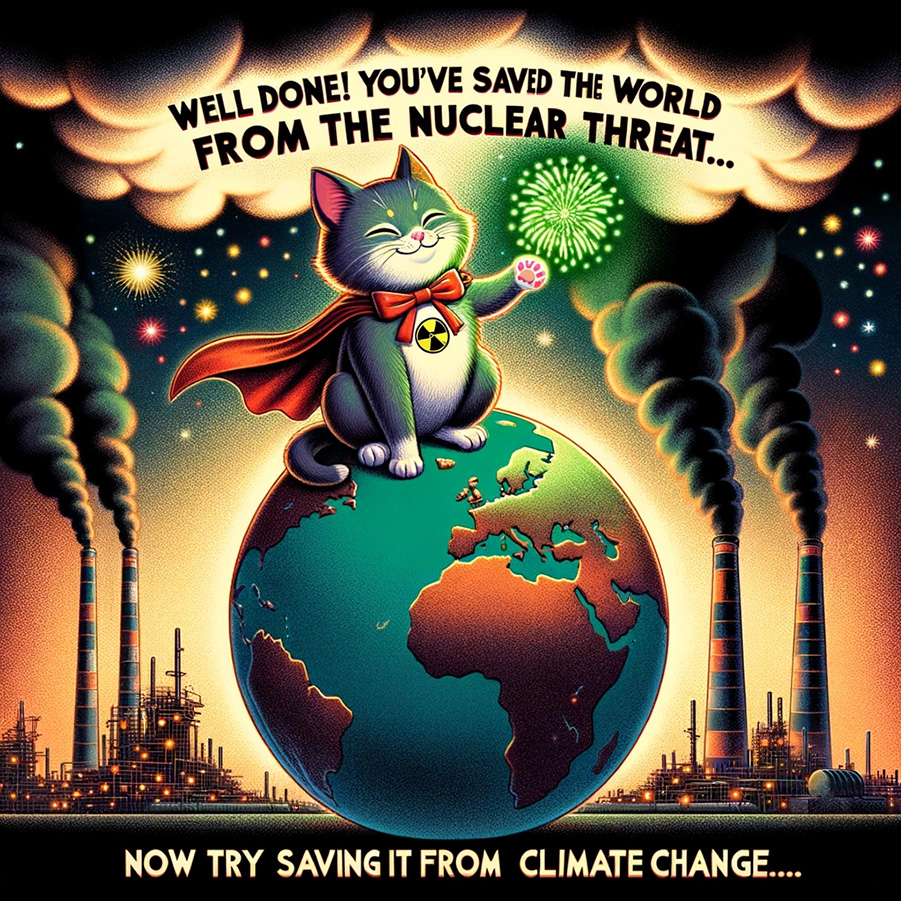 WELL DONE! YOU'VE SAVED THE WORLD
FROM THE NUCLEAR THREAT...
NOW TRY SAVING IT FROM CLIMATE CHANGE....